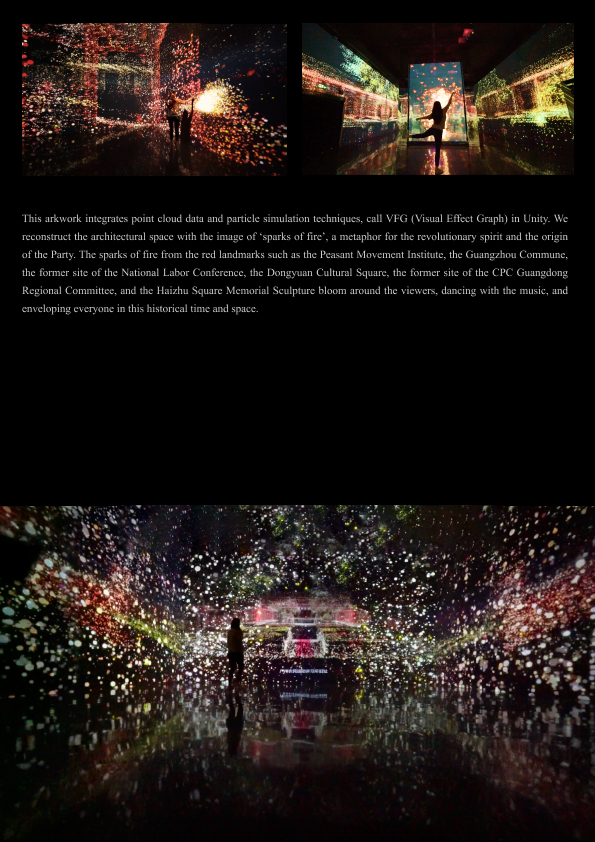 This arkwork integrates point cloud data and particle simulation techniques, call VFG (Visual Effect Graph) in Unity. We
reconstruct the architectural space with the image of ‘sparks of fire’, a metaphor for the revolutionary spirit and the origin
of the Party. The sparks of fire from the red landmarks such as the Peasant Movement Institute, the Guangzhou Commune,
the former site of the National Labor Conference, the Dongyuan Cultural Square, the former site of the CPC Guangdong
Regional Committee, and the Haizhu Square Memorial Sculpture bloom around the viewers, dancing with the music, and
enveloping everyone in this historical time and space.